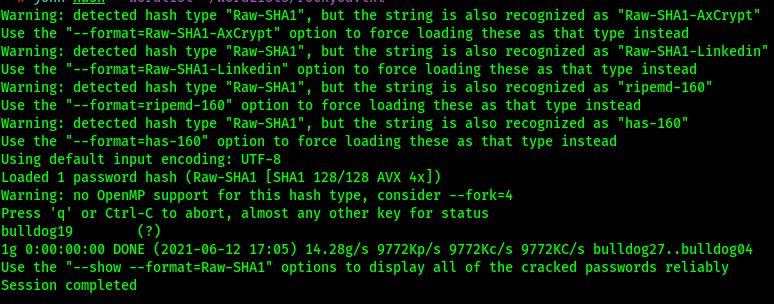 Warning: detected hash type "Raw-SHA1", but the string is also recognized as "Raw-SHA1-AxCrypt"
Use the "--format=Raw-SHA1-AxCrypt" option to force loading these as that type instead
Warning: detected hash type "Raw-SHA1", but the string is also recognized as "Raw-SHA1-Linkedin"
Use the "--format=Raw-SHA1-Linkedin" option to force loading these as that type instead
Warning: detected hash type "Raw-SHA1", but the string is also recognized as "ripemd-160"
Use the "--format=ripemd-160" option to force loading these as that type instead
Warning: detected hash type "Raw-SHA1", but the string is also recognized as "has-160"
Use the "--format=has-160" option to force loading these as that type instead
Using default input encoding: UTF-8
Loaded 1 password hash (Raw-SHA1 [SHA1 128/128 AVX 4x])
Warning: no OpenMP support for this hash type, consider --fork=4
Press 'q' or Ctrl-C to abort, almost any other key for status
bulldog19        (?)
1g 0:00:00:00 DONE (2021-06-12 17:05) 14.28g/s 9772Kp/s 9772Kc/s 9772KC/s bulldog27..bulldog04
Use the "--show --format=Raw-SHA1" options to display all of the cracked passwords reliably
Session completed